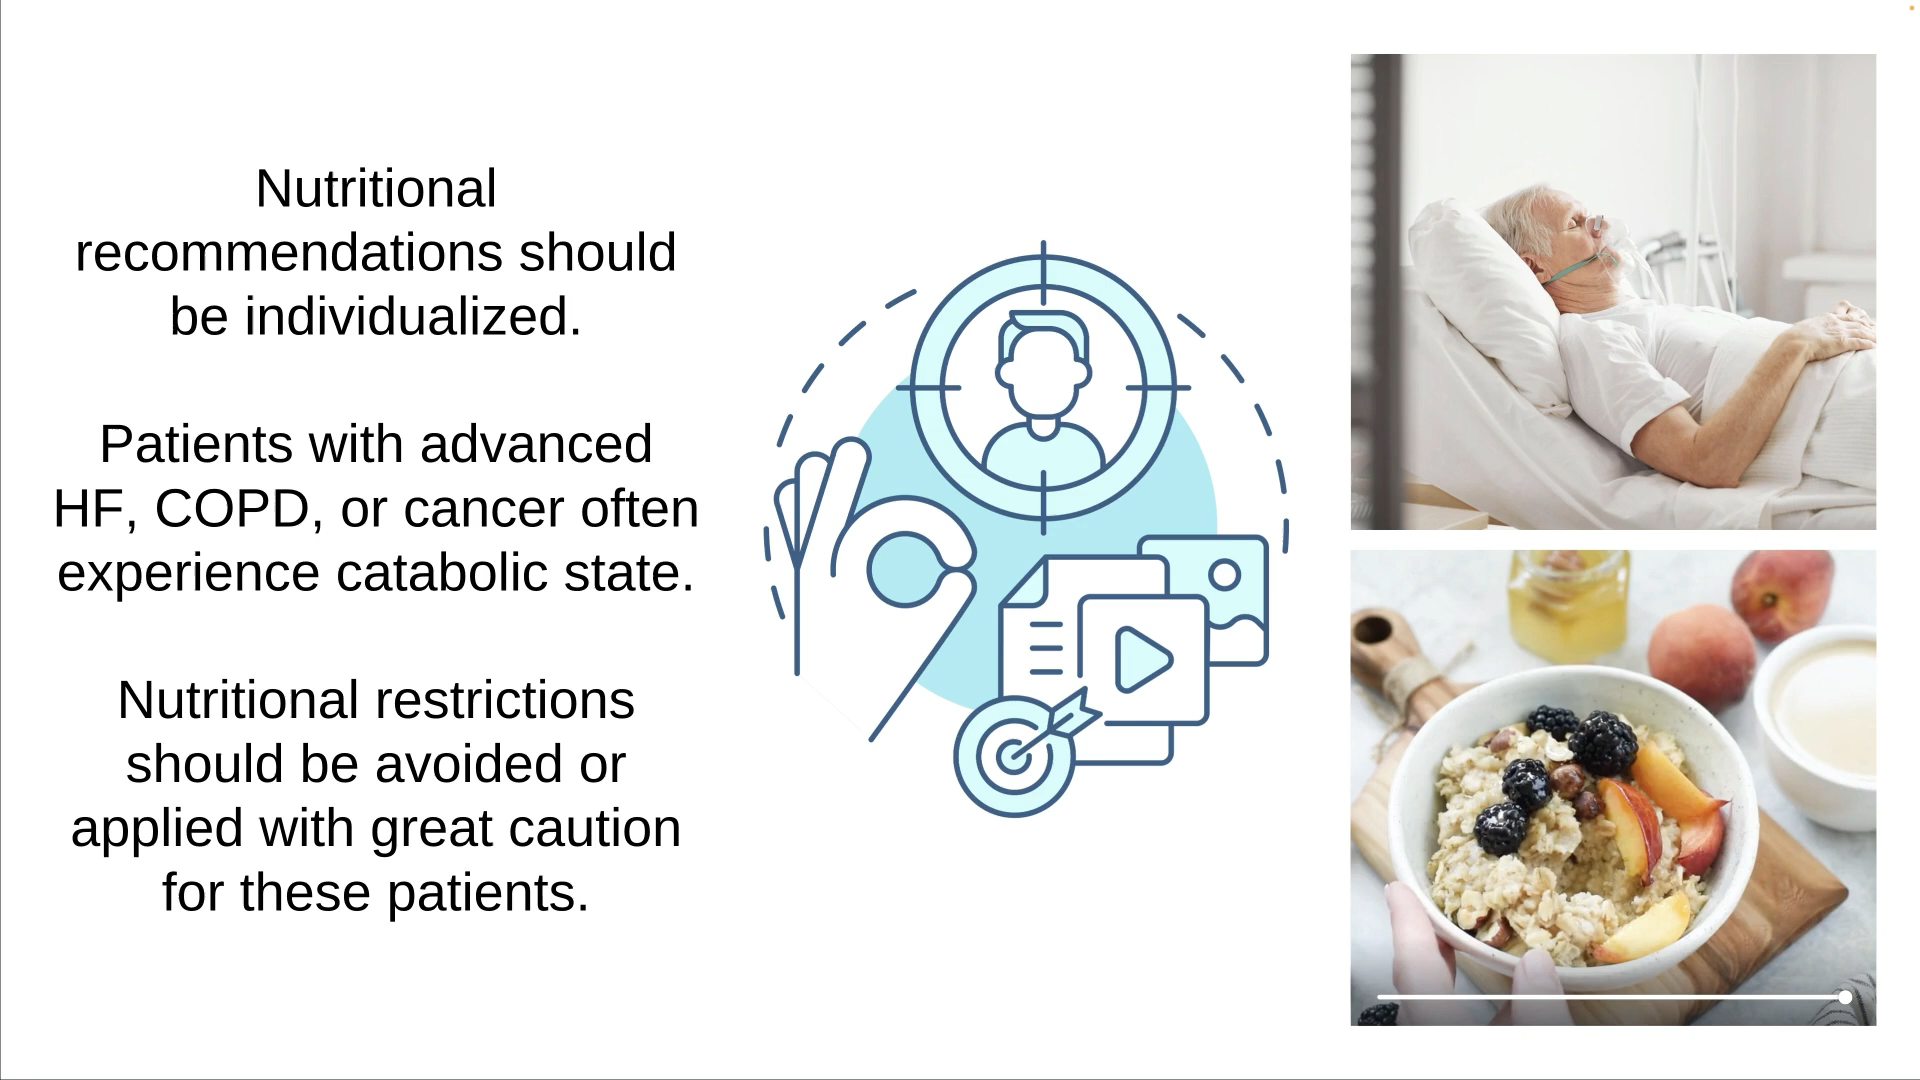 Nutritional
recommendations should
be individualized.
Patients with advanced
HF, COPD, or cancer often
experience catabolic state.
Nutritional restrictions
should be avoided or
applied with great caution
for these patients.